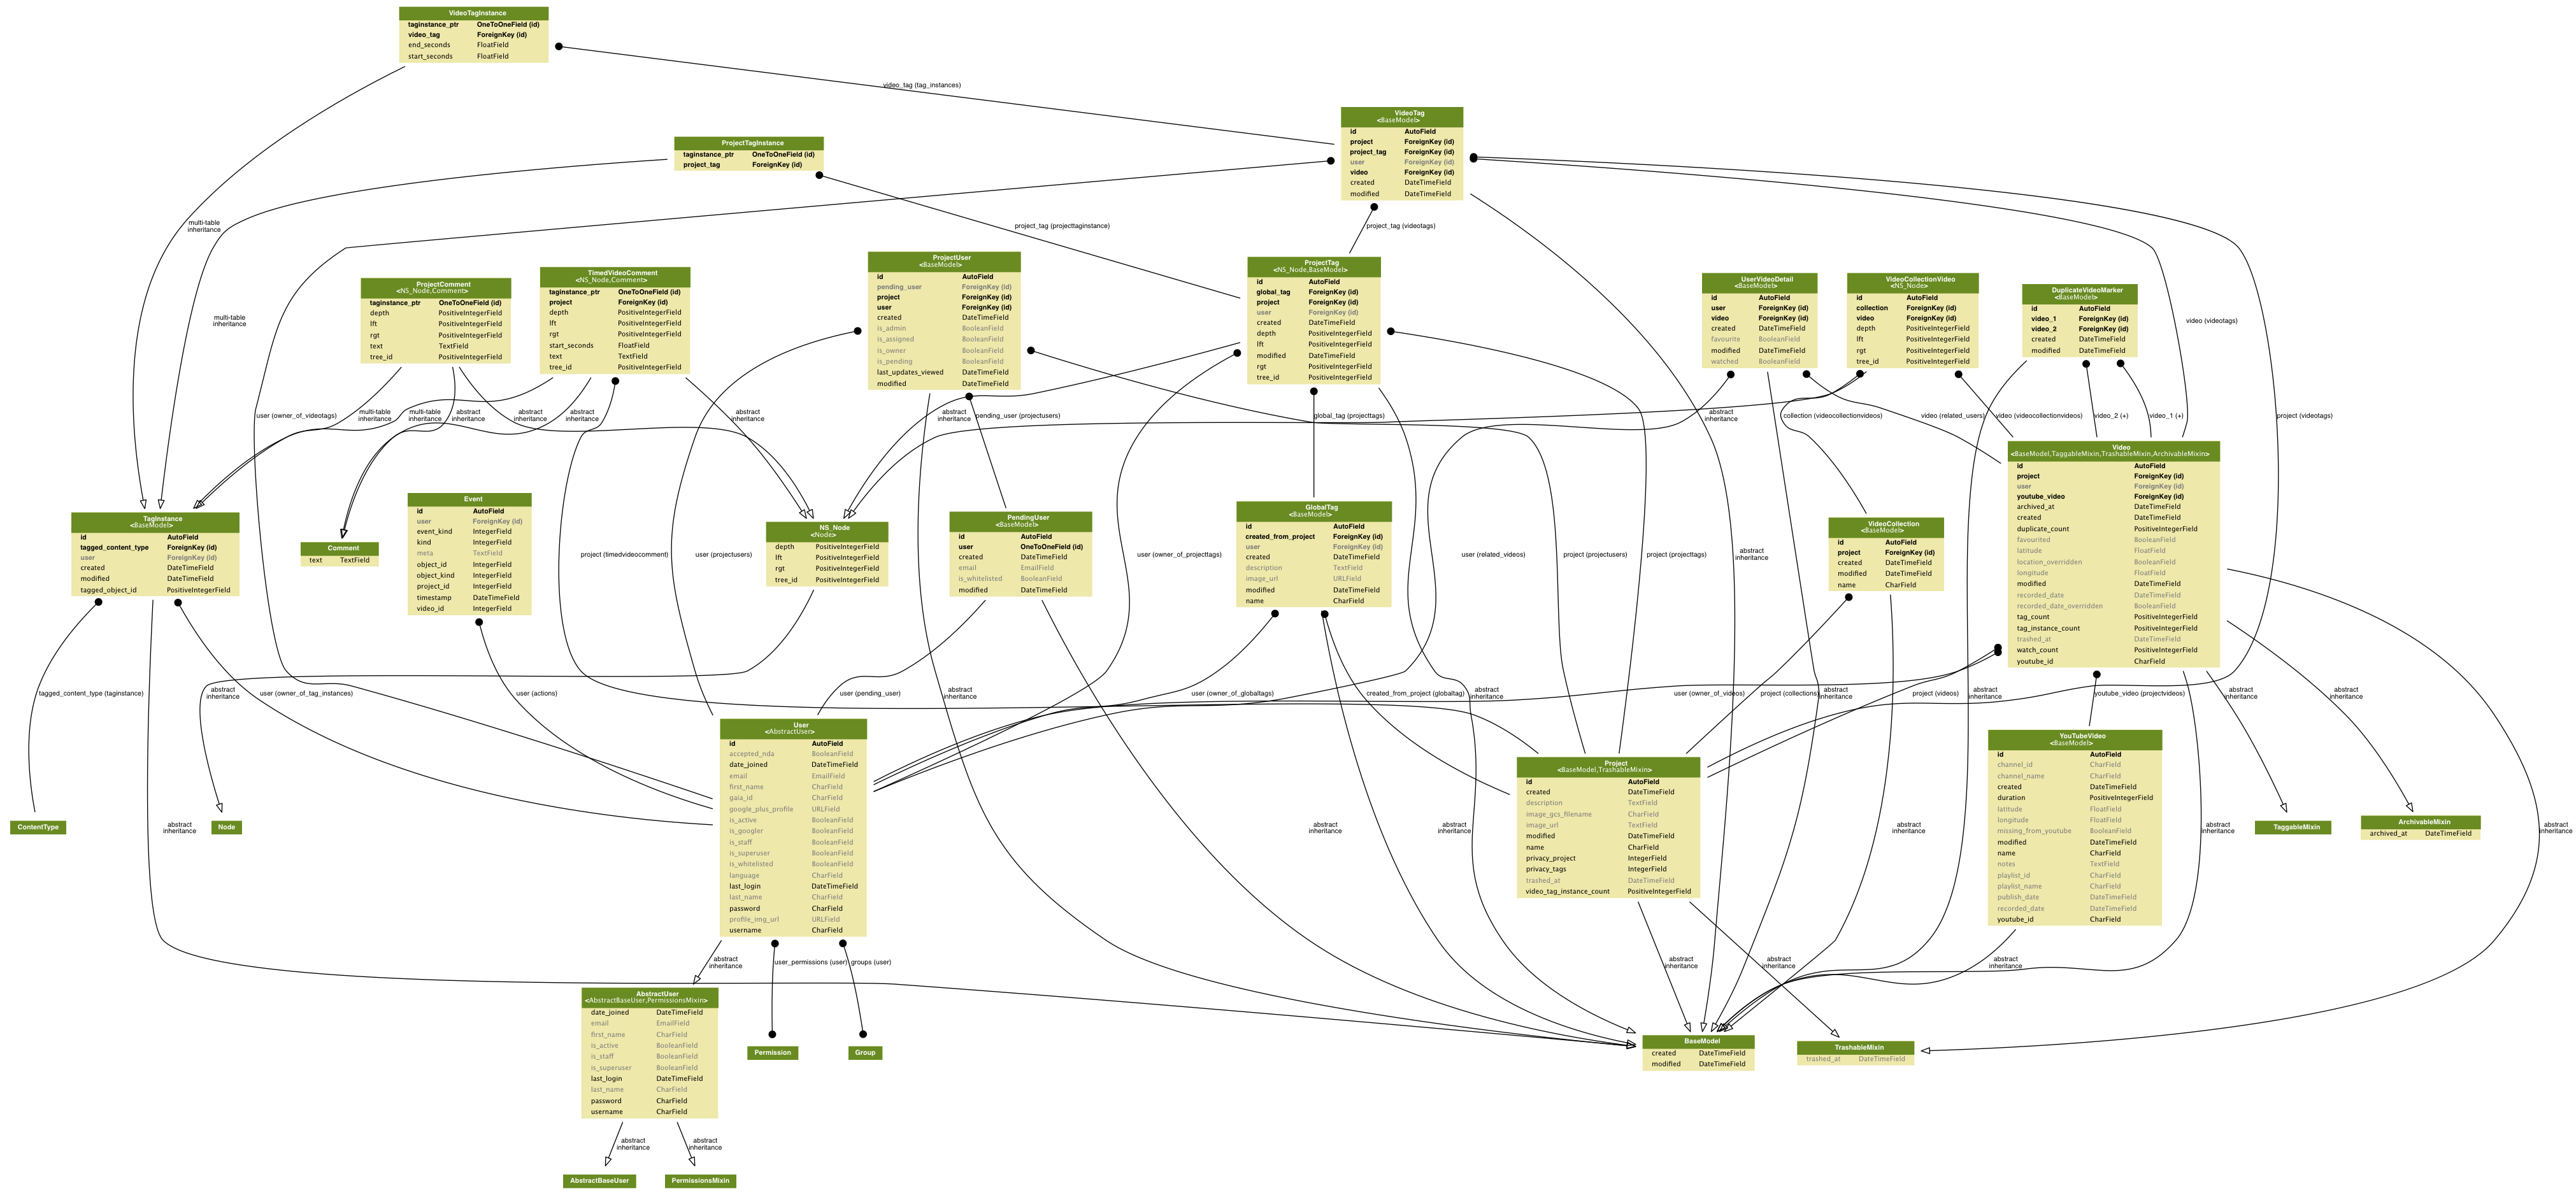 VideoTagInstance
taginstance_ptr OneToOneField (id)
video_tag ForeignKey (id)
end_seconds FloatField
start_seconds FloatField
video_tag (tag_instances)
VideoTag
<BaseModel>
id AutoField
project ForeignKey (id)
project_tag ForeignKey (id)
user ForeignKey (id)
video ForeignKey (id)
created DateTimeField
modified DateTimeField
ProjectTagInstance
taginstance_ptr OneToOneField (id)
project_tag ForeignKey (id)
multi-table
inheritance
project_tag (projecttaginstance)
project_tag (videotags)
multi-table
inheritance
video (videotags)
ProjectComment
<NS_Node,Comment>
taginstance_ptr OneToOneField (id)
depth PositiveIntegerField
lft PositiveIntegerField
rgt PositiveIntegerField
text TextField
tree_id PositiveIntegerField
TimedVideoComment
<NS_Node,Comment>
taginstance_ptr OneToOneField (id)
project ForeignKey (id)
depth PositiveIntegerField
lft PositiveIntegerField
rgt PositiveIntegerField
start_seconds FloatField
text TextField
tree_id PositiveIntegerField
ProjectUser
<BaseModel>
id AutoField
pending_user ForeignKey (id)
project ForeignKey (id)
user ForeignKey (id)
created DateTimeField
is_admin BooleanField
is_assigned BooleanField
is_owner BooleanField
is_pending BooleanField
last_updates_viewed DateTimeField
modified DateTimeField
ProjectTag
<NS_Node,BaseModel>
id AutoField
global_tag ForeignKey (id)
project ForeignKey (id)
user ForeignKey (id)
created DateTimeField
depth PositiveIntegerField
lft PositiveIntegerField
modified DateTimeField
rgt PositiveIntegerField
tree_id PositiveIntegerField
UserVideoDetail
<BaseModel>
id AutoField
user ForeignKey (id)
video ForeignKey (id)
created DateTimeField
favourite BooleanField
modified DateTimeField
watched BooleanField
VideoCollectionVideo
<NS_Node>
id AutoField
collection ForeignKey (id)
video ForeignKey (id)
depth PositiveIntegerField
lft PositiveIntegerField
rgt PositiveIntegerField
tree_id PositiveIntegerField
DuplicateVideoMarker
<BaseModel>
id AutoField
video_1 ForeignKey (id)
video_2 ForeignKey (id)
created DateTimeField
modified DateTimeField
user (owner_of_videotags)
multi-table
inheritance
multi-table
inheritance
abstract
inheritance
abstract
inheritance
abstract
inheritance
abstract
inheritance
abstract
inheritance
pending_user (projectusers)
global_tag (projecttags)
abstract
inheritance
collection (videocollectionvideos)
video (related_users)
video (videocollectionvideos)
video_2 (+)
video_1 (+)
project (videotags)
TagInstance
<BaseModel>
id AutoField
tagged_content_type ForeignKey (id)
user ForeignKey (id)
created DateTimeField
modified DateTimeField
tagged_object_id PositiveIntegerField
Comment
text TextField
Event
id AutoField
user ForeignKey (id)
event_kind IntegerField
kind IntegerField
meta TextField
object_id IntegerField
object_kind IntegerField
project_id IntegerField
timestamp DateTimeField
video_id IntegerField
project (timedvideocomment)
user (projectusers)
NS_Node
<Node>
depth PositiveIntegerField
lft PositiveIntegerField
rgt PositiveIntegerField
tree_id PositiveIntegerField
PendingUser
<BaseModel>
id AutoField
user OneToOneField (id)
created DateTimeField
email EmailField
is_whitelisted BooleanField
modified DateTimeField
user (owner_of_projecttags)
GlobalTag
<BaseModel>
id AutoField
created_from_project ForeignKey (id)
user ForeignKey (id)
created DateTimeField
description TextField
image_url URLField
modified DateTimeField
name CharField
user (related_videos)
project (projectusers)
project (projecttags)
abstract
inheritance
VideoCollection
<BaseModel>
id AutoField
project ForeignKey (id)
created DateTimeField
modified DateTimeField
name CharField
Video
<BaseModel,TaggableMixin,TrashableMixin,ArchivableMixin>
id AutoField
project ForeignKey (id)
user ForeignKey (id)
youtube_video ForeignKey (id)
archived_at DateTimeField
created DateTimeField
duplicate_count PositiveIntegerField
favourited BooleanField
latitude FloatField
location_overridden BooleanField
longitude FloatField
modified DateTimeField
recorded_date DateTimeField
recorded_date_overridden BooleanField
tag_count PositiveIntegerField
tag_instance_count PositiveIntegerField
trashed_at DateTimeField
watch_count PositiveIntegerField
youtube_id CharField
tagged_content_type (taginstance)
abstract
inheritance
user (owner_of_tag_instances)
user (actions)
user (pending_user)
abstract
inheritance
user (owner_of_globaltags)
created_from_project (globaltag)
abstract
inheritance
user (owner_of_videos)
project (collections)
abstract
inheritance
project (videos)
abstract
inheritance
youtube_video (projectvideos)
abstract
inheritance
abstract
inheritance
ContentType
abstract
inheritance
Node
User
<AbstractUser>
id AutoField
accepted_nda BooleanField
date_joined DateTimeField
email EmailField
first_name CharField
gaia_id CharField
google_plus_profile URLField
is_active BooleanField
is_googler BooleanField
is_staff BooleanField
is_superuser BooleanField
is_whitelisted BooleanField
language CharField
last_login DateTimeField
last_name CharField
password CharField
profile_img_url URLField
username CharField
abstract
inheritance
abstract
inheritance
Project
<BaseModel,TrashableMixin>
id AutoField
created DateTimeField
description TextField
image_gcs_filename CharField
image_url TextField
modified DateTimeField
name CharField
privacy_project IntegerField
privacy_tags IntegerField
trashed_at DateTimeField
video_tag_instance_count PositiveIntegerField
abstract
inheritance
YouTubeVideo
<BaseModel>
id AutoField
channel_id CharField
channel_name CharField
created DateTimeField
duration PositiveIntegerField
latitude FloatField
longitude FloatField
missing_from_youtube BooleanField
modified DateTimeField
name CharField
notes TextField
playlist_id CharField
playlist_name CharField
publish_date DateTimeField
recorded_date DateTimeField
youtube_id CharField
abstract
inheritance
TaggableMixin
ArchivableMixin
archived_at DateTimeField
abstract
inheritance
abstract
inheritance
user_permissions (user)
groups (user)
abstract
inheritance
abstract
inheritance
abstract
inheritance
AbstractUser
<AbstractBaseUser,PermissionsMixin>
date_joined DateTimeField
email EmailField
first_name CharField
is_active BooleanField
is_staff BooleanField
is_superuser BooleanField
last_login DateTimeField
last_name CharField
password CharField
username CharField
Permission
Group
BaseModel
created DateTimeField
modified DateTimeField
TrashableMixin
trashed_at DateTimeField
abstract
inheritance
abstract
inheritance
AbstractBaseUser
PermissionsMixin